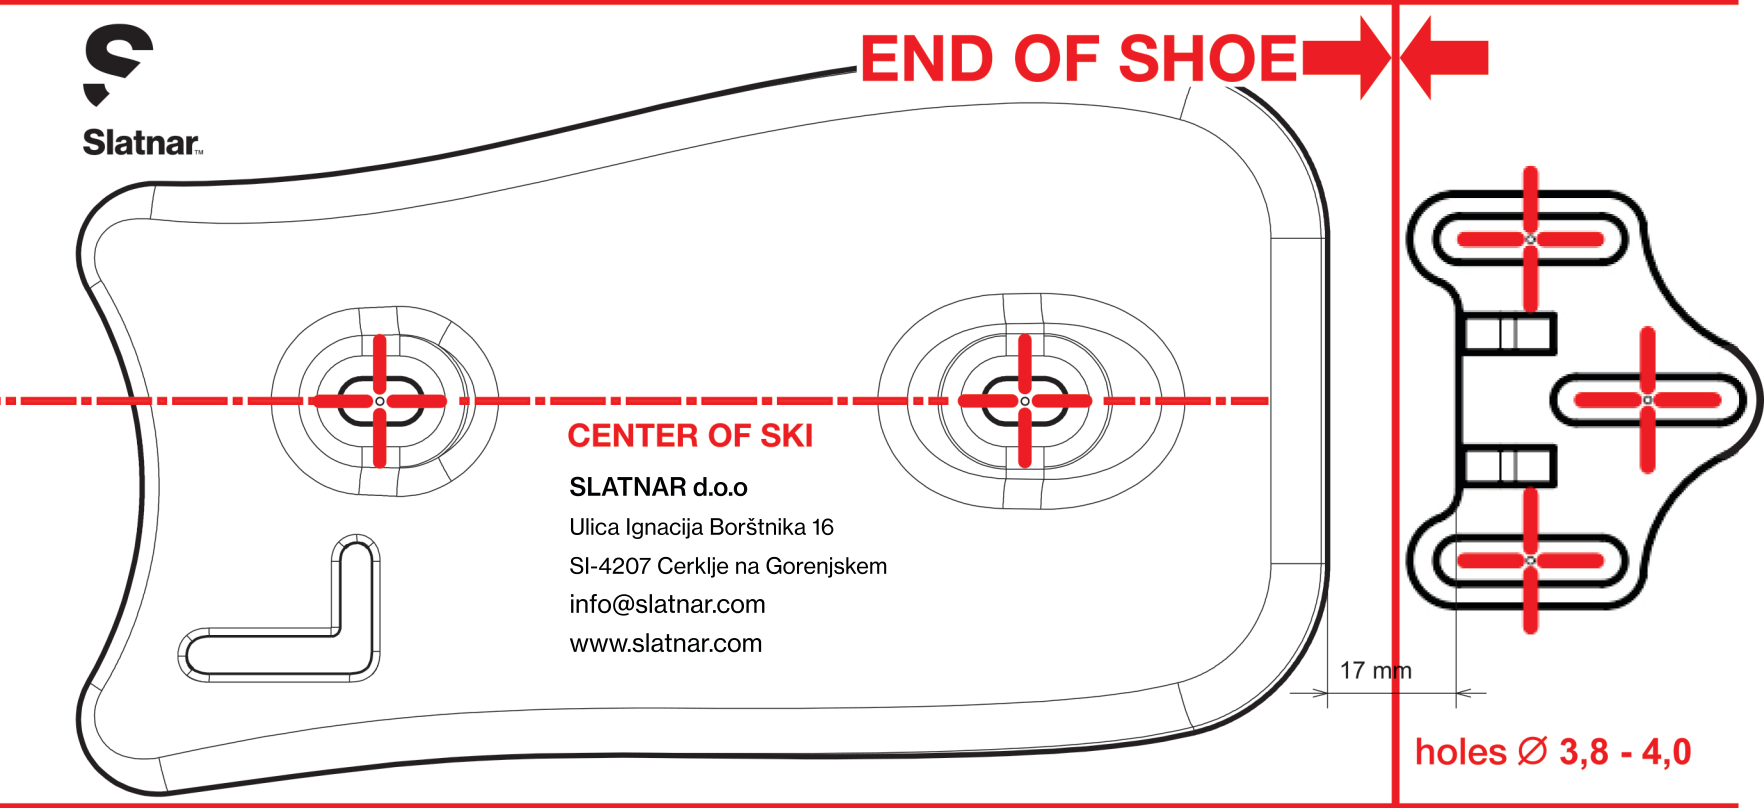 END OF SHOE
Slatnar™
CENTER OF SKI
SLATNAR d.o.o
Ulica Ignacija Borštnika 16
SI-4207 Cerklje na Gorenjskem
info@slatnar.com
www.slatnar.com
17 mm
holes Ø 3,8 - 4,0